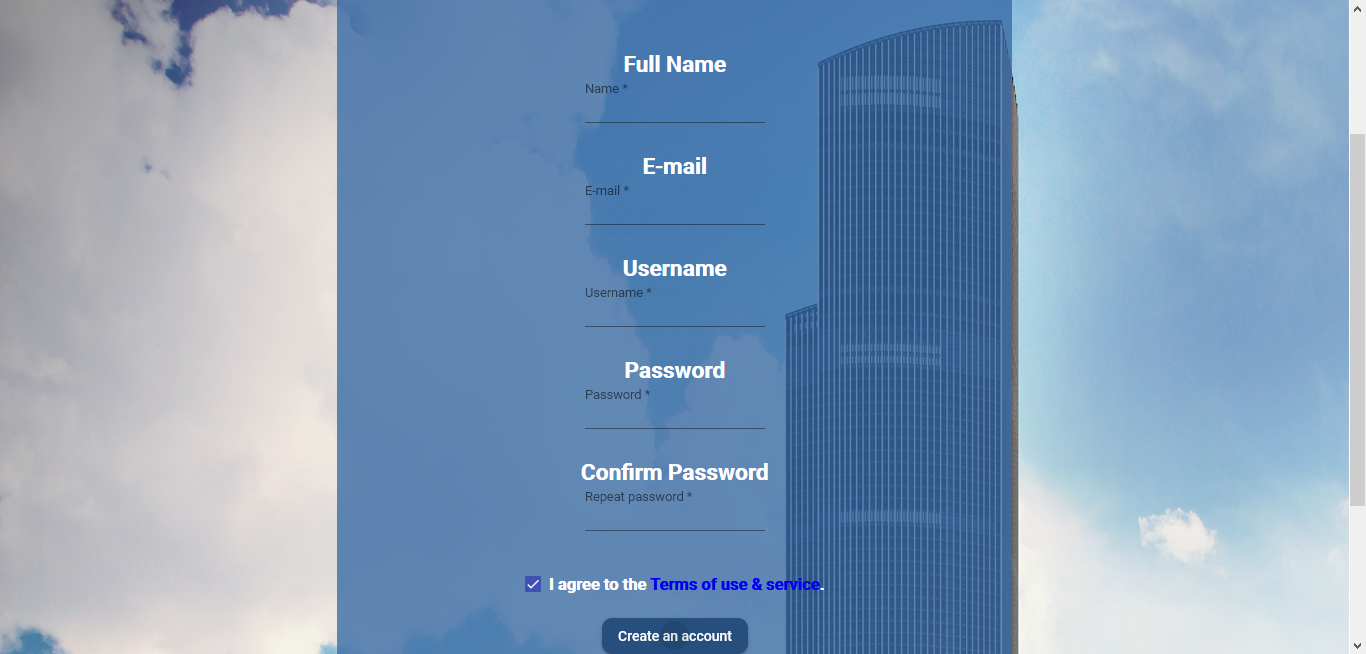 Full Name
Name *
E-mail
E-mail *
Username
Username *
Password
Password *
Confirm Password
Repeat password *
I agree to the Terms of use & service.
Create an account